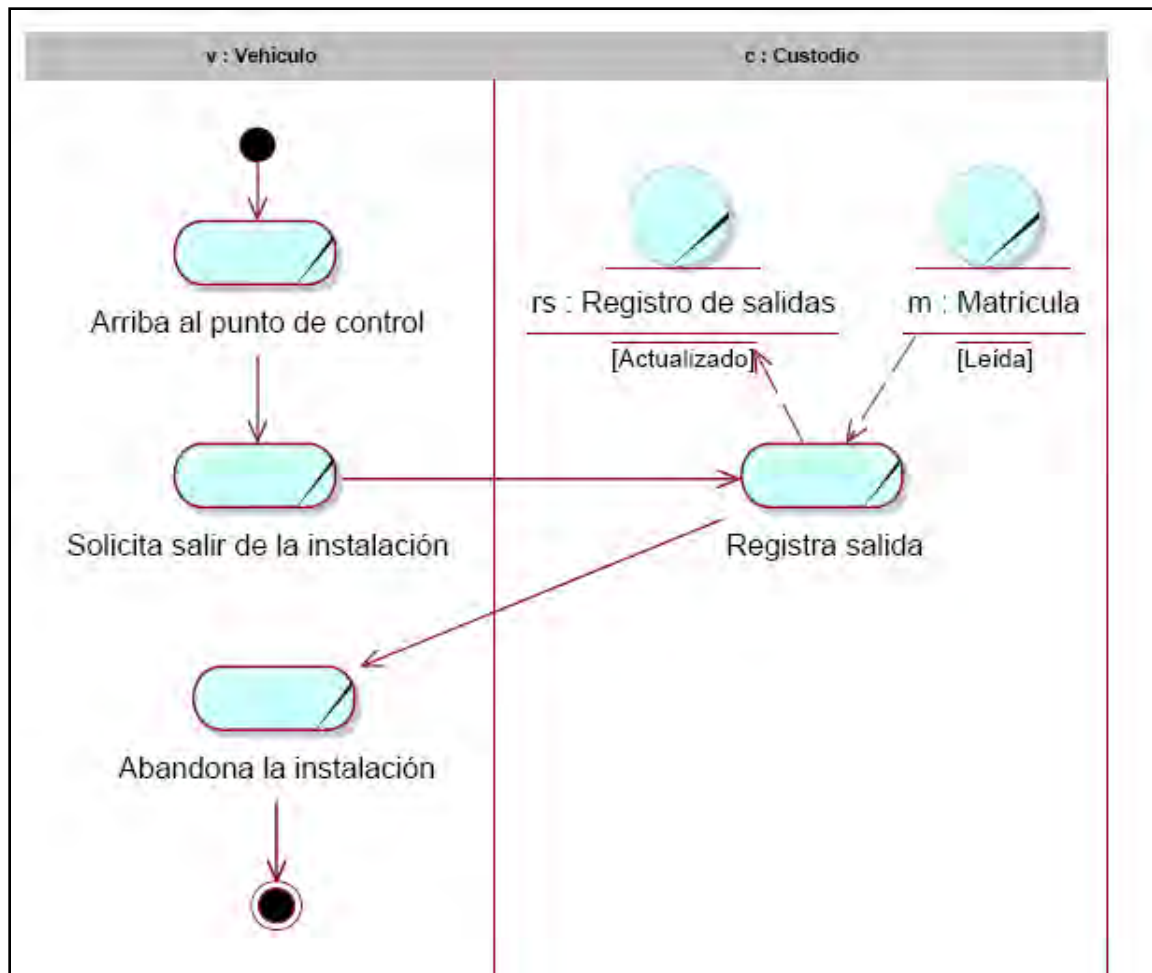 v : Vehiculo
c : Custodio
rs : Registro de salidas
m : Matrícula
Arriba al punto de control
[Actualizado]
[Leída]
Solicita salir de la instalación
Registra salida
Abandona la instalación